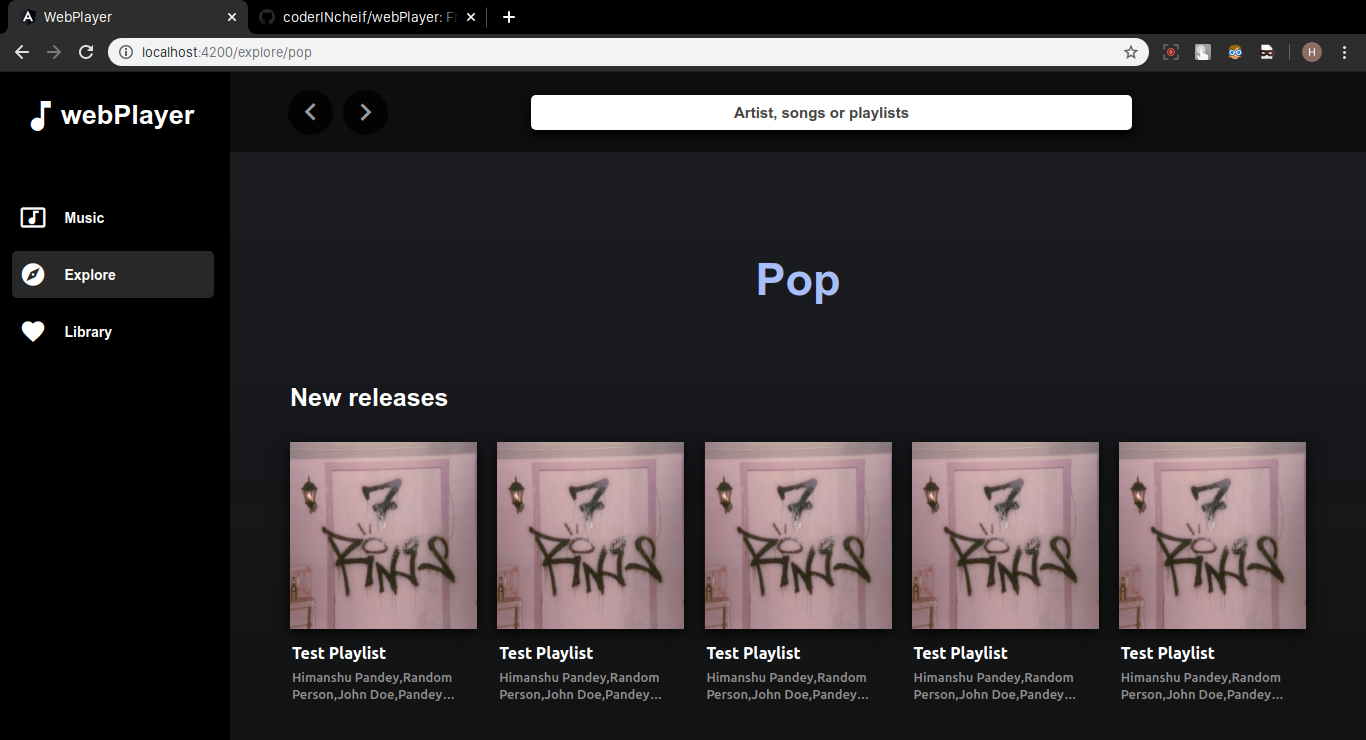 WebPlayer
coderINcheif/webPlayer: Fr
localhost:4200/explore/pop
H
webPlayer
Artist, songs or playlists
Music
Explore
Library
Pop
New releases
7 RINGS
7 RINGS
7 RINGS
7 RINGS
7 RINGS
Test Playlist
Himanshu Pandey,Random
Person,John Doe,Pandey...
Test Playlist
Himanshu Pandey,Random
Person,John Doe,Pandey...
Test Playlist
Himanshu Pandey,Random
Person,John Doe,Pandey...
Test Playlist
Himanshu Pandey,Random
Person,John Doe,Pandey...
Test Playlist
Himanshu Pandey,Random
Person,John Doe,Pandey...